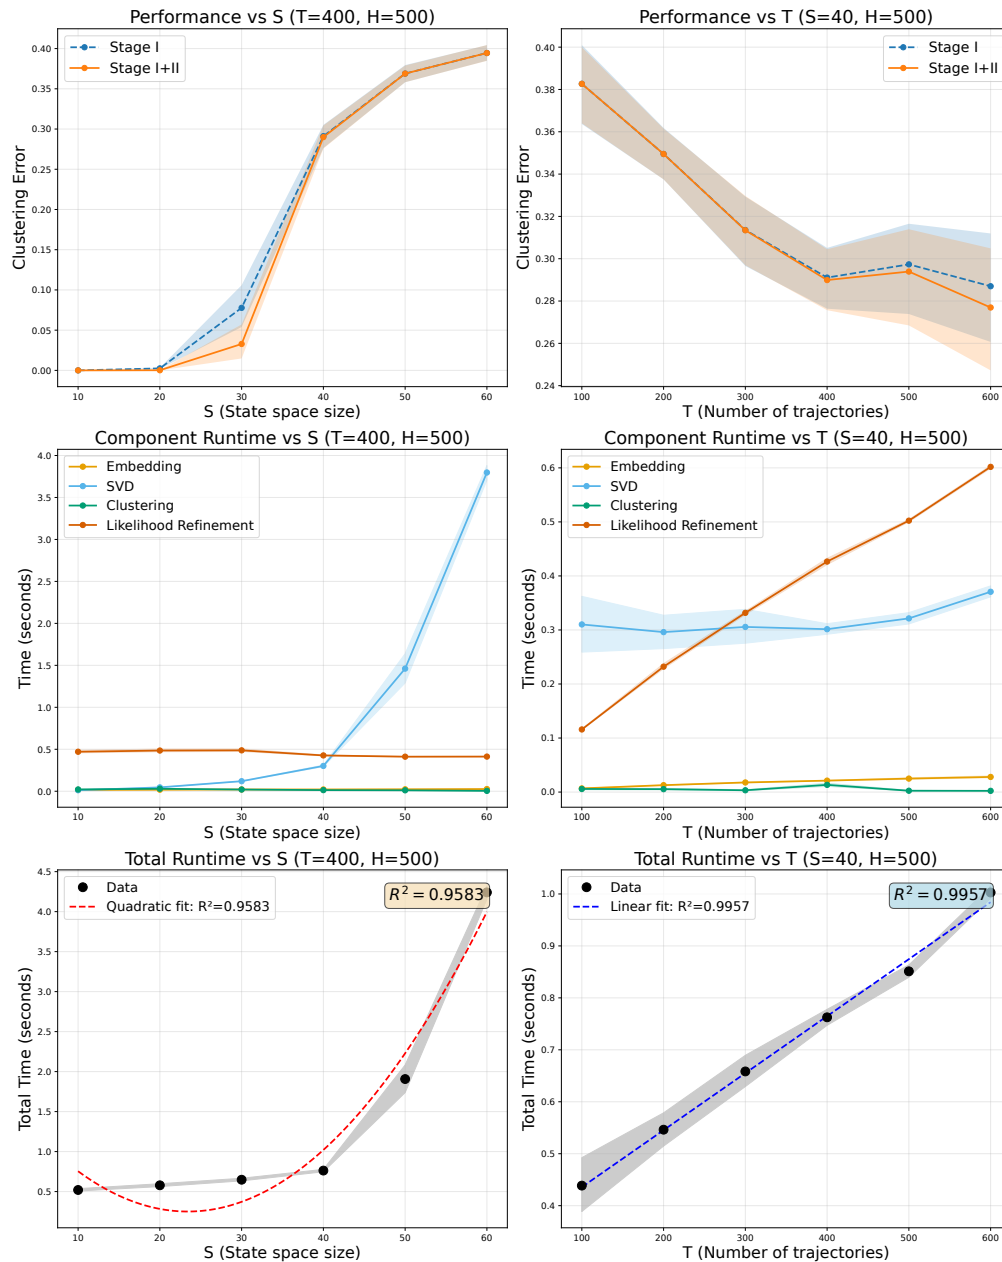 Performance vs S (T=400, H=500)
Clustering Error
0.40
0.35
0.30
0.25
0.20
0.15
0.10
0.05
0.00
Stage I
Stage I+II
10 20 30 40 50 60
S (State space size)
Performance vs T (S=40, H=500)
Clustering Error
0.40
0.38
0.36
0.34
0.32
0.30
0.28
0.26
0.24
Stage I
Stage I+II
100 200 300 400 500 600
T (Number of trajectories)
Component Runtime vs S (T=400, H=500)
Time (seconds)
4.0
3.5
3.0
2.5
2.0
1.5
1.0
0.5
0.0
Embedding
SVD
Clustering
Likelihood Refinement
10 20 30 40 50 60
S (State space size)
Component Runtime vs T (S=40, H=500)
Time (seconds)
0.6
0.5
0.4
0.3
0.2
0.1
0.0
Embedding
SVD
Clustering
Likelihood Refinement
100 200 300 400 500 600
T (Number of trajectories)
Total Runtime vs S (T=400, H=500)
Total Time (seconds)
4.5
4.0
3.5
3.0
2.5
2.0
1.5
1.0
0.5
Data
Quadratic fit: R²=0.9583
R² = 0.9583
10 20 30 40 50 60
S (State space size)
Total Runtime vs T (S=40, H=500)
Total Time (seconds)
1.0
0.9
0.8
0.7
0.6
0.5
0.4
Data
Linear fit: R²=0.9957
R² = 0.9957
100 200 300 400 500 600
T (Number of trajectories)